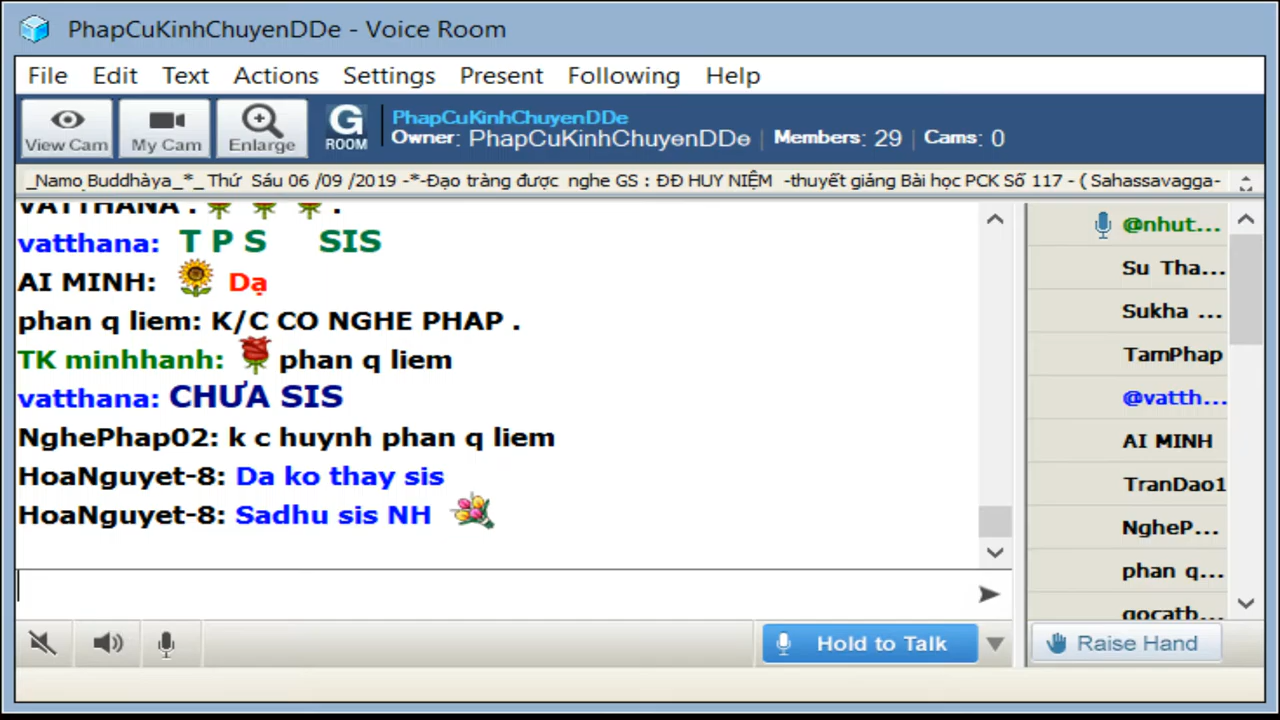 PhapCuKinhChuyenDDe - Voice Room
File Edit Text Actions Settings Present Following Help
View Cam My Cam Enlarge G ROOM
PhapCuKinhChuyenDDe
Owner: PhapCuKinhChuyenDDe | Members: 29 | Cams: 0
_Namo_Buddhàya_*_ Thứ Sáu 06 /09 /2019 -*-Đạo tràng được nghe GS : ĐĐ HUY NIỆM -thuyết giảng Bài học PCK Số 117 - ( Sahassavagga-
VATTHANA . .
vatthana: T P S SIS
AI MINH: Dạ
phan q liem: K/C CO NGHE PHAP .
TK minhhanh: phan q liem
vatthana: CHƯA SIS
NghePhap02: k c huynh phan q liem
HoaNguyet-8: Da ko thay sis
HoaNguyet-8: Sadhu sis NH
@nhut...
Su Tha...
Sukha ...
TamPhap
@vatth...
AI MINH
TranDao1
NgheP...
phan q...
gocatb...
Hold to Talk
Raise Hand